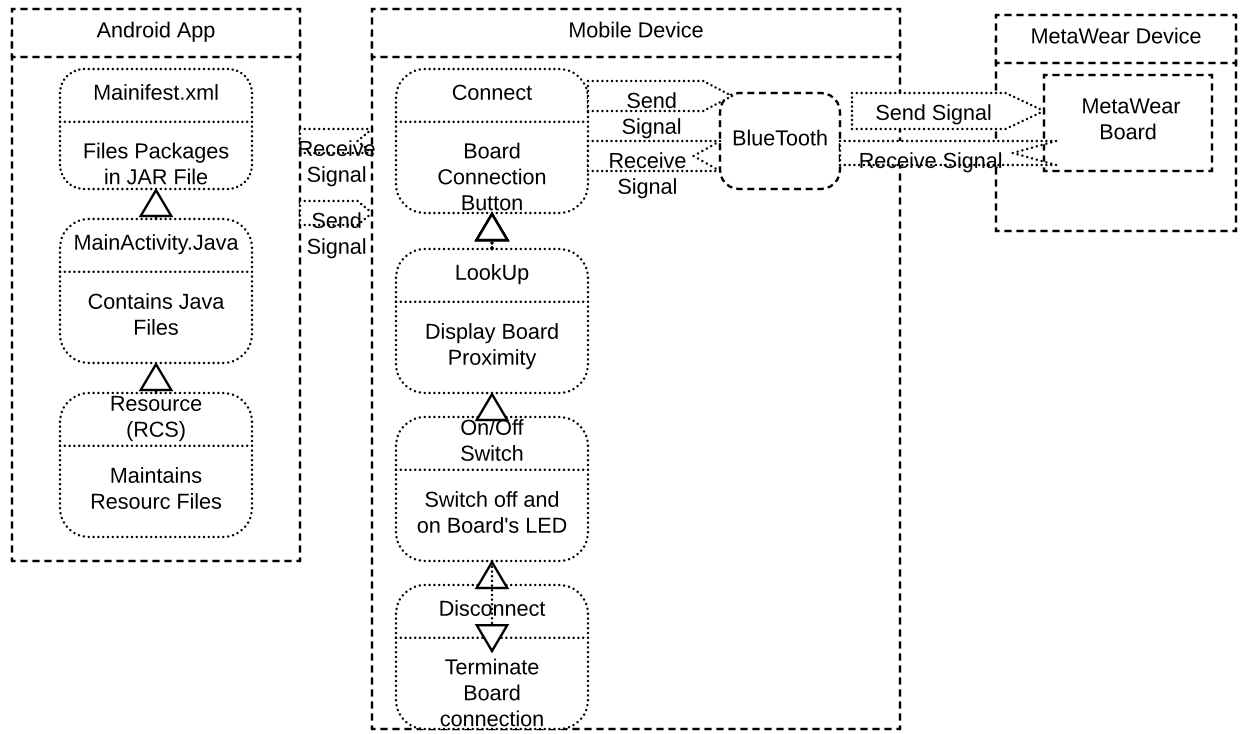 Android App
Mainifest.xml
Files Packages
in JAR File
MainActivity.Java
Contains Java
Files
Resource
(RCS)
Maintains
Resourc Files
Receive
Signal
Send
Signal
Mobile Device
Connect
Board
Connection
Button
LookUp
Display Board
Proximity
On/Off
Switch
Switch off and
on Board's LED
Disconnect
Terminate
Board
connection
Send
Signal
Receive
Signal
BlueTooth
Send Signal
Receive Signal
MetaWear Device
MetaWear
Board